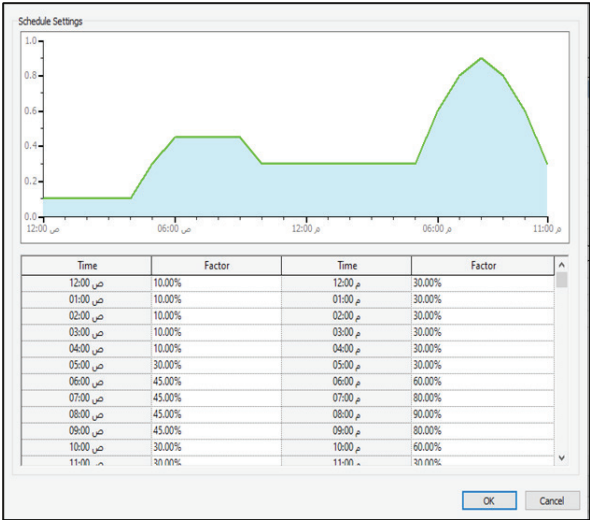 Schedule Settings
1.0
0.8
0.6
0.4
0.2
0.0
12:00 ص 06:00 ص 12:00 م 06:00 م 11:00 م
Time Factor Time Factor
12:00 ص 10.00% 12:00 م 30.00%
01:00 ص 10.00% 01:00 م 30.00%
02:00 ص 10.00% 02:00 م 30.00%
03:00 ص 10.00% 03:00 م 30.00%
04:00 ص 10.00% 04:00 م 30.00%
05:00 ص 30.00% 05:00 م 30.00%
06:00 ص 45.00% 06:00 م 60.00%
07:00 ص 45.00% 07:00 م 80.00%
08:00 ص 45.00% 08:00 م 90.00%
09:00 ص 45.00% 09:00 م 80.00%
10:00 ص 30.00% 10:00 م 60.00%
11:00 ص 30.00% 11:00 م 30.00%
OK Cancel